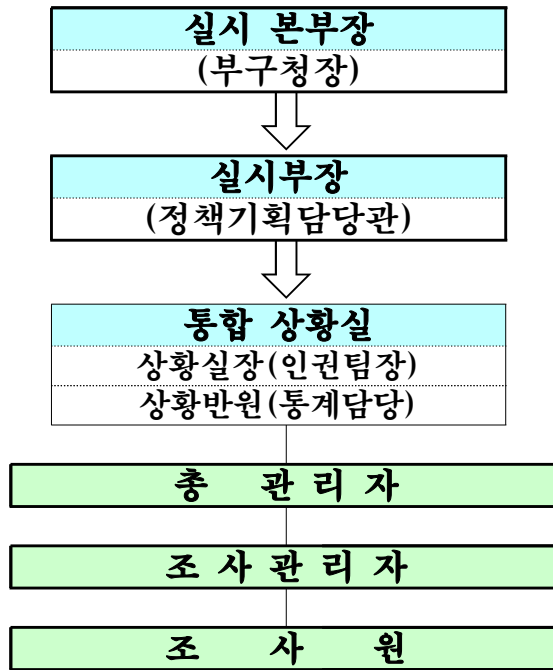 실시 본부장
(부구청장)
실시부장
(정책기획담당관)
통합 상황실
상황실장(인권팀장)
상황반원(통계담당)
총 관 리 자
조 사 관 리 자
조 사 원